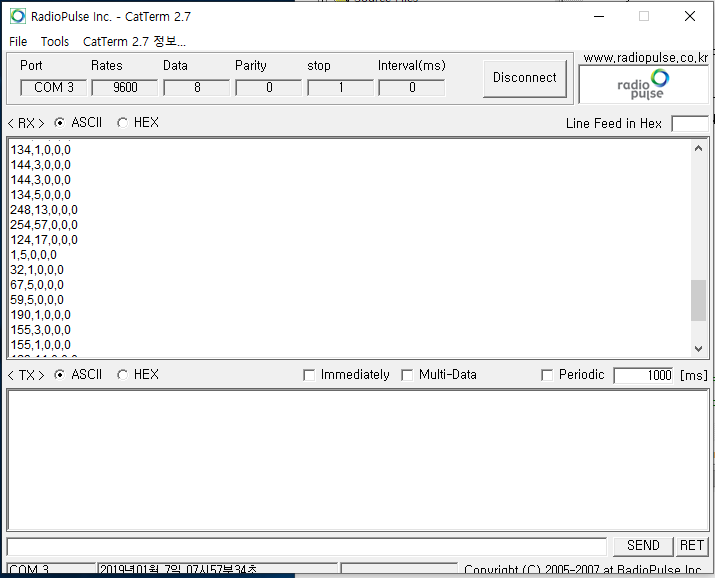 RadioPulse Inc. - CatTerm 2.7
File Tools CatTerm 2.7 정보...
Port Rates Data Parity stop Interval(ms)
COM 3 9600 8 0 1 0
Disconnect
www.radiopulse.co.kr
radio
pulse
< RX > ASCII HEX Line Feed in Hex
134,1,0,0,0
144,3,0,0,0
144,3,0,0,0
134,5,0,0,0
248,13,0,0,0
254,57,0,0,0
124,17,0,0,0
1,5,0,0,0
32,1,0,0,0
67,5,0,0,0
59,5,0,0,0
190,1,0,0,0
155,3,0,0,0
155,1,0,0,0
< TX > ASCII HEX Immediately Multi-Data Periodic 1000 [ms]
SEND RET
COM 3 2019년01월 7일 07시57분34초 Copyright (C) 2005-2007 at RadioPulse Inc.